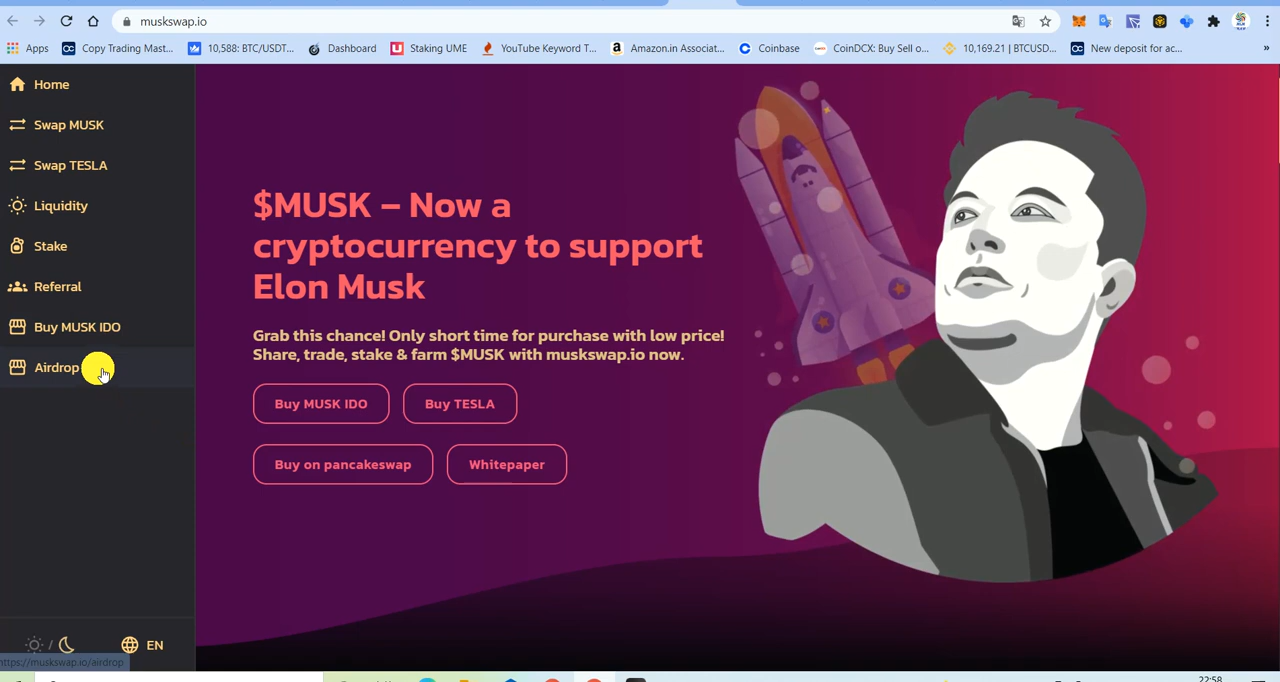 muskswap.io
Apps
Copy Trading Mast...
10,588: BTC/USDT...
Dashboard
Staking UME
YouTube Keyword T...
Amazon.in Associat...
Coinbase
CoinDCX: Buy Sell o...
10,169.21 | BTCUSD...
New deposit for ac...
»
Home
Swap MUSK
Swap TESLA
Liquidity
Stake
Referral
Buy MUSK IDO
Airdrop
$MUSK – Now a
cryptocurrency to support
Elon Musk
Grab this chance! Only short time for purchase with low price!
Share, trade, stake & farm $MUSK with muskswap.io now.
Buy MUSK IDO
Buy TESLA
Buy on pancakeswap
Whitepaper
/
EN
https://muskswap.io/airdrop
22:58